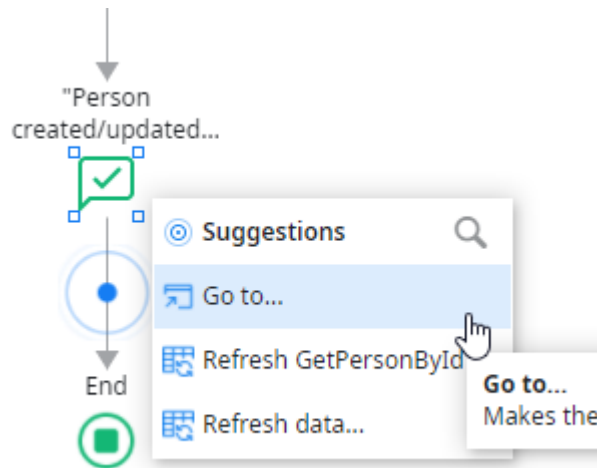 "Person
created/updated...
Suggestions
Go to...
Refresh GetPersonById
Go to...
Makes the
End
Refresh data...